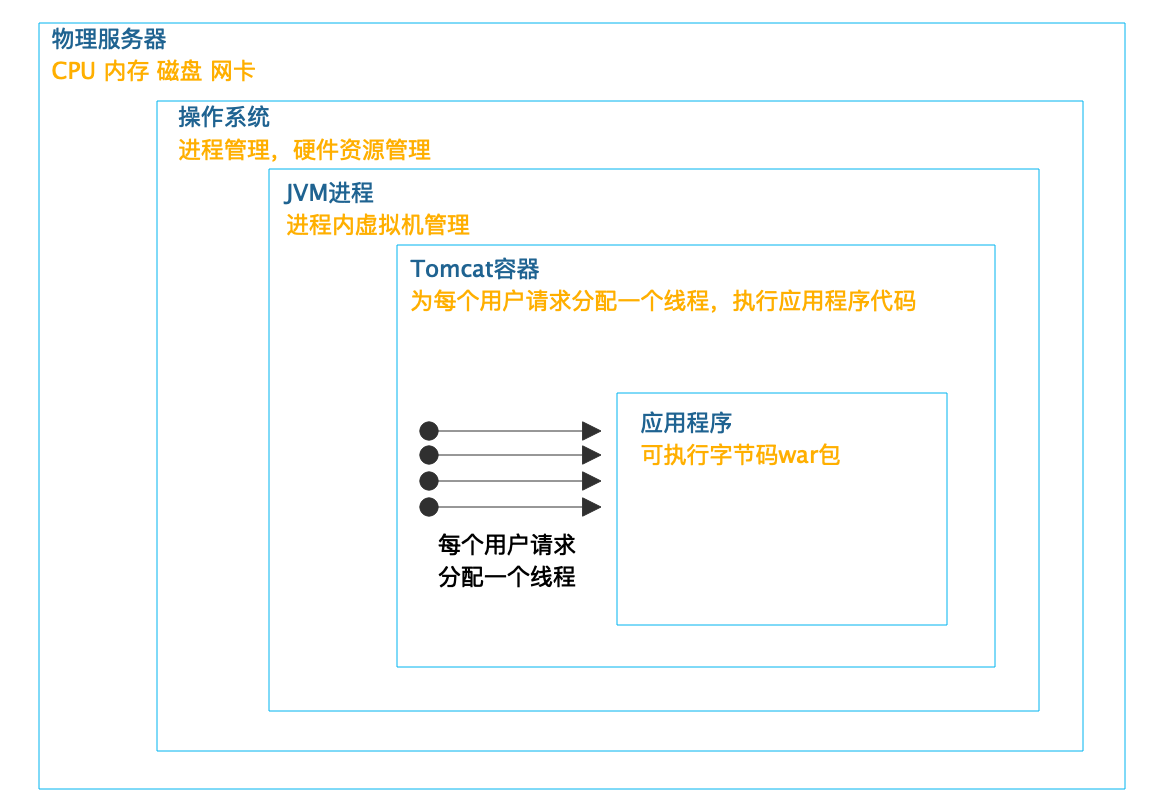 物理服务器
CPU 内存 磁盘 网卡
操作系统
进程管理，硬件资源管理
JVM进程
进程内虚拟机管理
Tomcat容器
为每个用户请求分配一个线程，执行应用程序代码
应用程序
可执行字节码war包
每个用户请求
分配一个线程